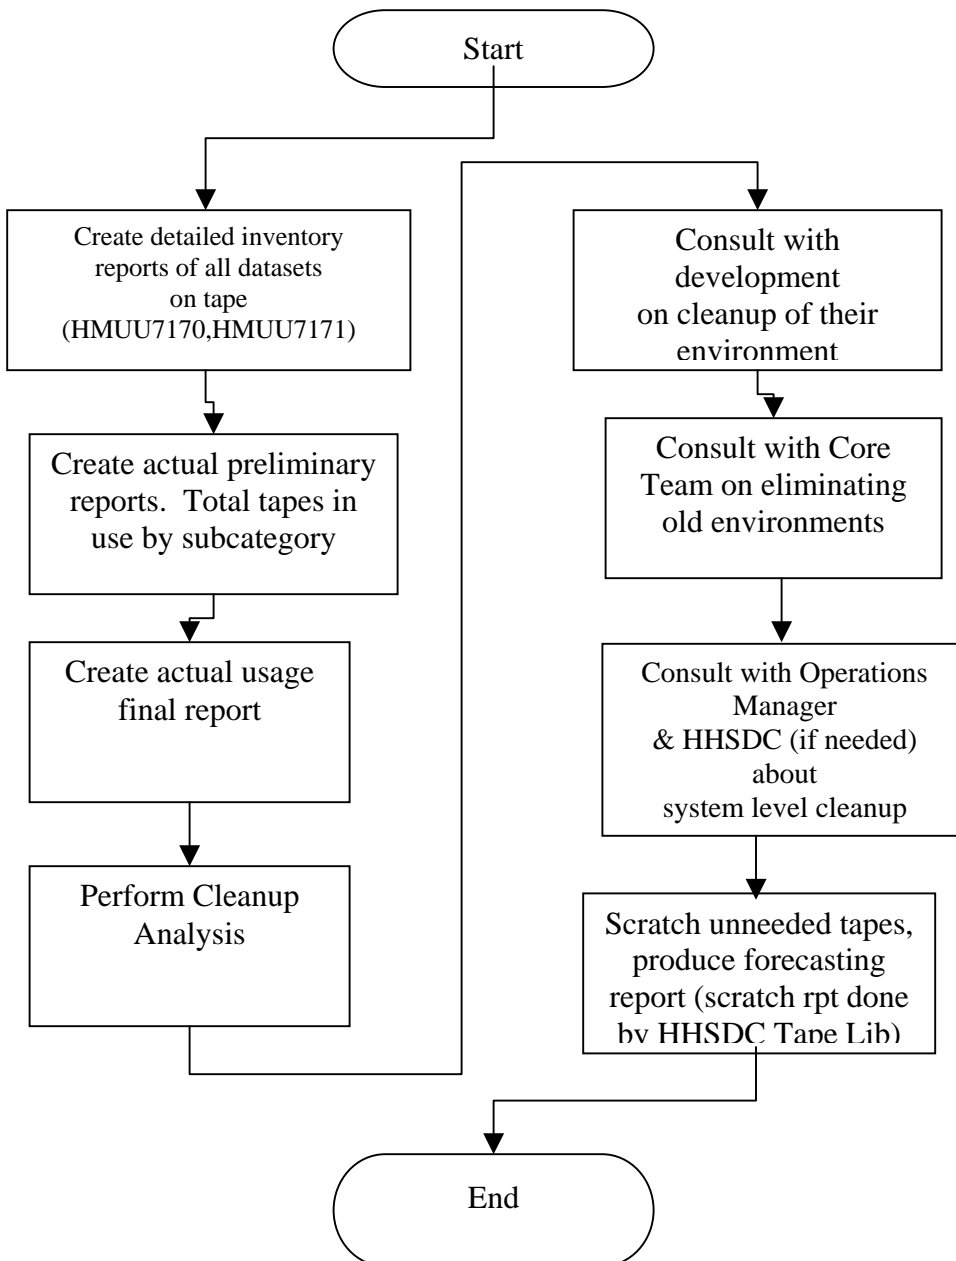 Start
Create detailed inventory
reports of all datasets
on tape
(HMUU7170,HMUU7171)
Create actual preliminary
reports.  Total tapes in
use by subcategory
Create actual usage
final report
Perform Cleanup
Analysis
Consult with
development
on cleanup of their
environment
Consult with Core
Team on eliminating
old environments
Consult with Operations
Manager
& HHSDC (if needed)
about
system level cleanup
Scratch unneeded tapes,
produce forecasting
report (scratch rpt done
by HHSDC Tape Lib)
End